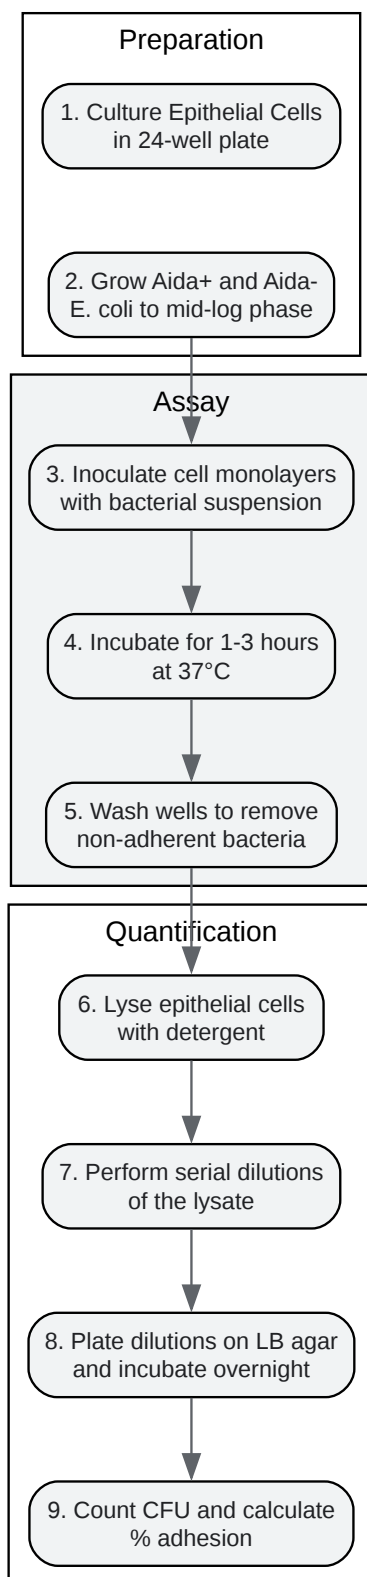 Preparation
1. Culture Epithelial Cells
in 24-well plate
2. Grow Aida+ and Aida-
E. coli to mid-log phase
Assay
3. Inoculate cell monolayers
with bacterial suspension
4. Incubate for 1-3 hours
at 37°C
5. Wash wells to remove
non-adherent bacteria
Quantification
6. Lyse epithelial cells
with detergent
7. Perform serial dilutions
of the lysate
8. Plate dilutions on LB agar
and incubate overnight
9. Count CFU and calculate
% adhesion